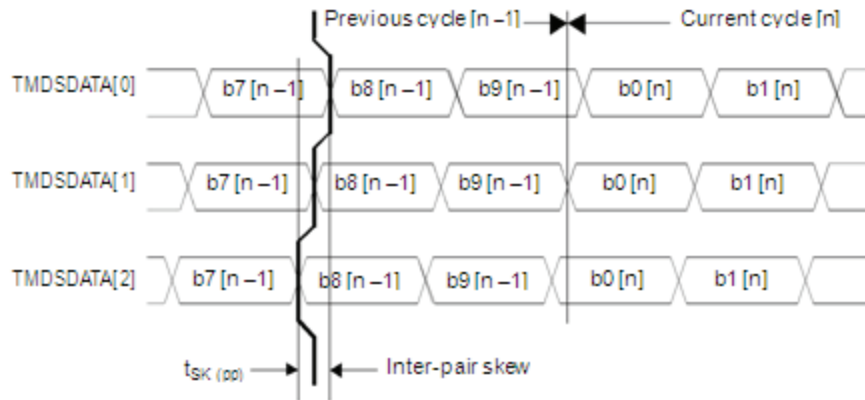 Previous cycle [n –1] Current cycle [n]
TMDSDATA[0] b7 [n –1] b8 [n –1] b9 [n –1] b0 [n] b1 [n]
TMDSDATA[1] b7 [n –1] b8 [n –1] b9 [n –1] b0 [n] b1 [n]
TMDSDATA[2] b7 [n –1] b8 [n –1] b9 [n –1] b0 [n] b1 [n]
tSK (pp) Inter-pair skew